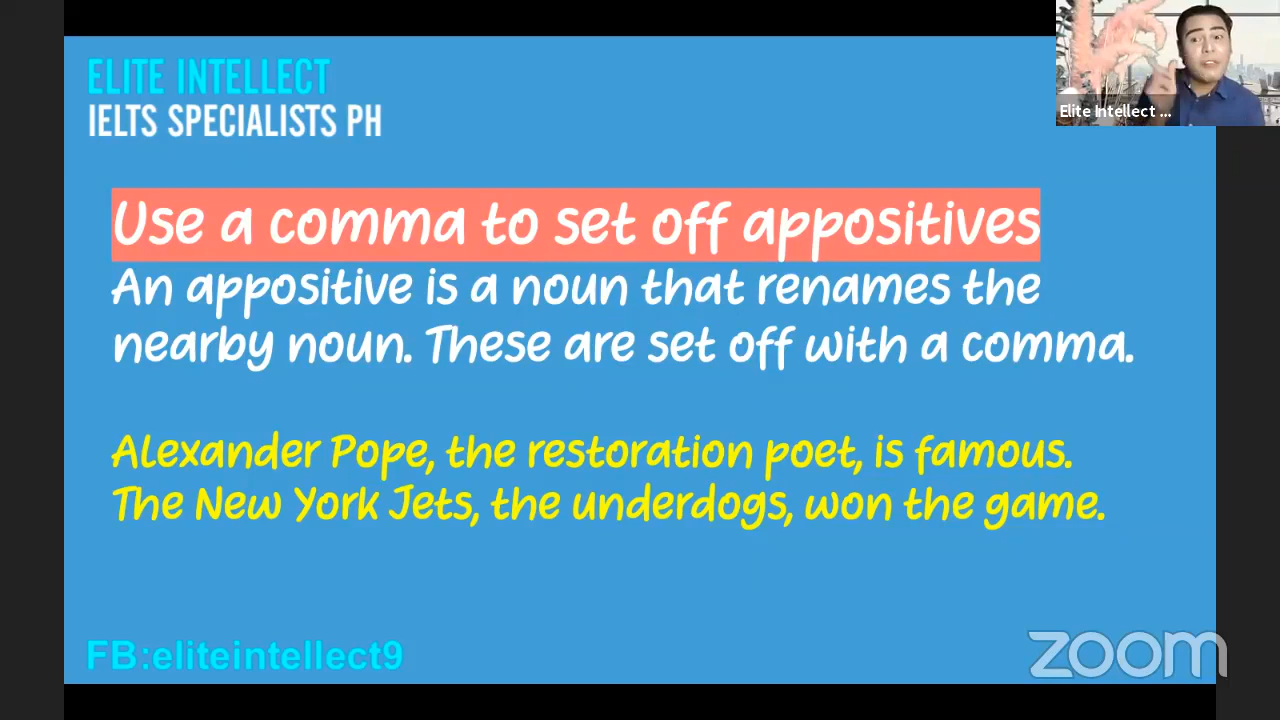 ELITE INTELLECT
IELTS SPECIALISTS PH
Elite Intellect ...
Use a comma to set off appositives
An appositive is a noun that renames the
nearby noun. These are set off with a comma.
Alexander Pope, the restoration poet, is famous.
The New York Jets, the underdogs, won the game.
FB:eliteintellect9
zoom